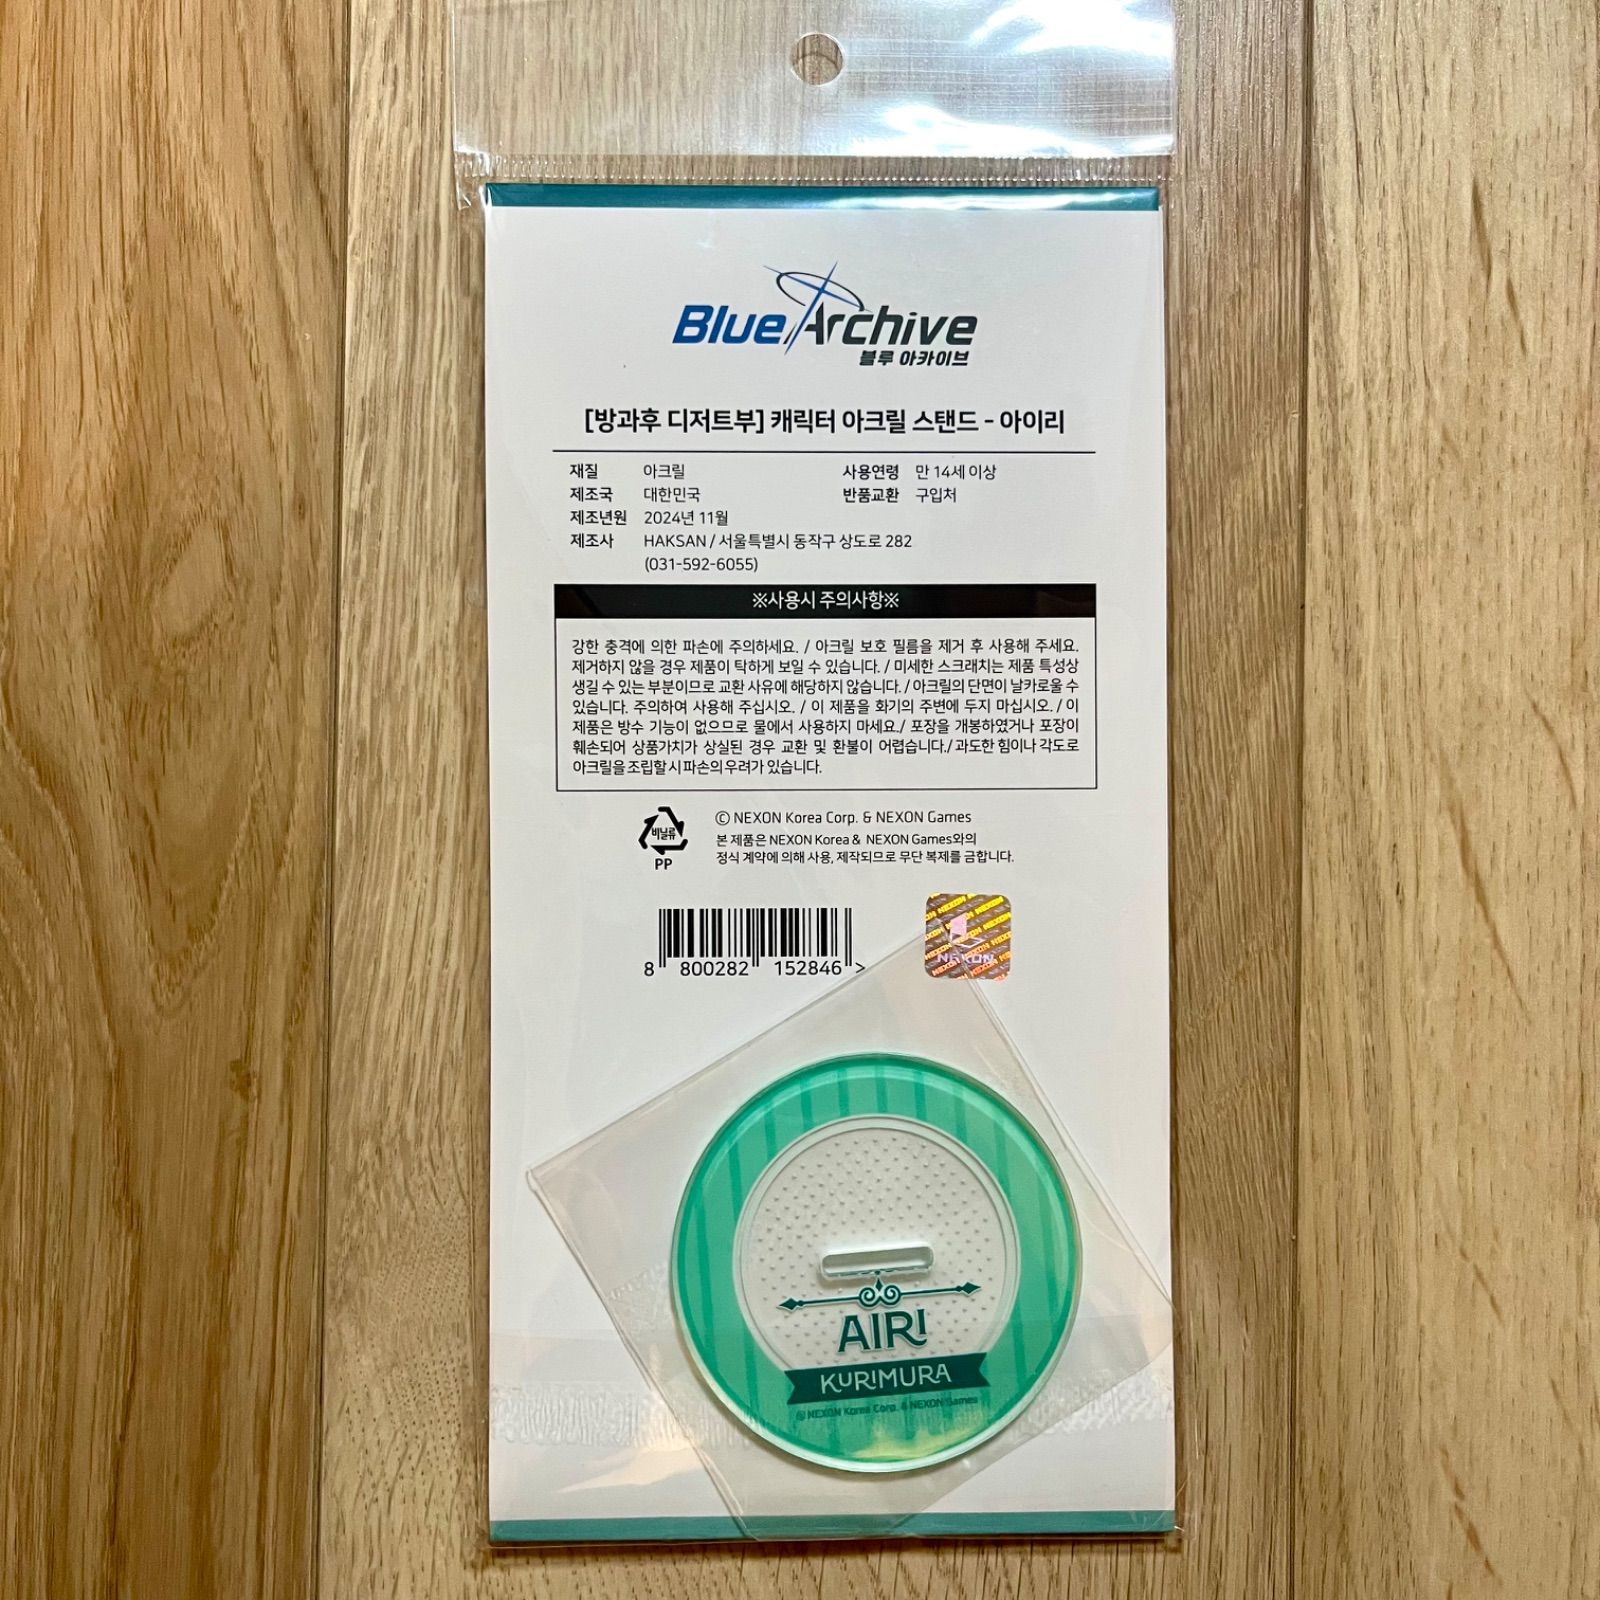 Blue Archive
블루 아카이브
[방과후 디저트부] 캐릭터 아크릴 스탠드 - 아이리
재질 아크릴 사용연령 만 14세 이상
제조국 대한민국 반품교환 구입처
제조년원 2024년 11월
제조사 HAKSAN / 서울특별시 동작구 상도로 282
(031-592-6055)
※사용시 주의사항※
강한 충격에 의한 파손에 주의하세요. / 아크릴 보호 필름을 제거 후 사용해 주세요.
제거하지 않을 경우 제품이 탁하게 보일 수 있습니다. / 미세한 스크래치는 제품 특성상
생길 수 있는 부분이므로 교환 사유에 해당하지 않습니다. / 아크릴의 단면이 날카로울 수
있습니다. 주의하여 사용해 주십시오. / 이 제품을 화기의 주변에 두지 마십시오. / 이
제품은 방수 기능이 없으므로 물에서 사용하지 마세요./ 포장을 개봉하였거나 포장이
훼손되어 상품가치가 상실된 경우 교환 및 환불이 어렵습니다./ 과도한 힘이나 각도로
아크릴을 조립할 시 파손의 우려가 있습니다.
비닐류
PP
© NEXON Korea Corp. & NEXON Games
본 제품은 NEXON Korea & NEXON Games와의
정식 계약에 의해 사용, 제작되므로 무단 복제를 금합니다.
8 800282 152846 >
NEXON
AIRI
KURIMURA
© NEXON Korea Corp. & NEXON Games